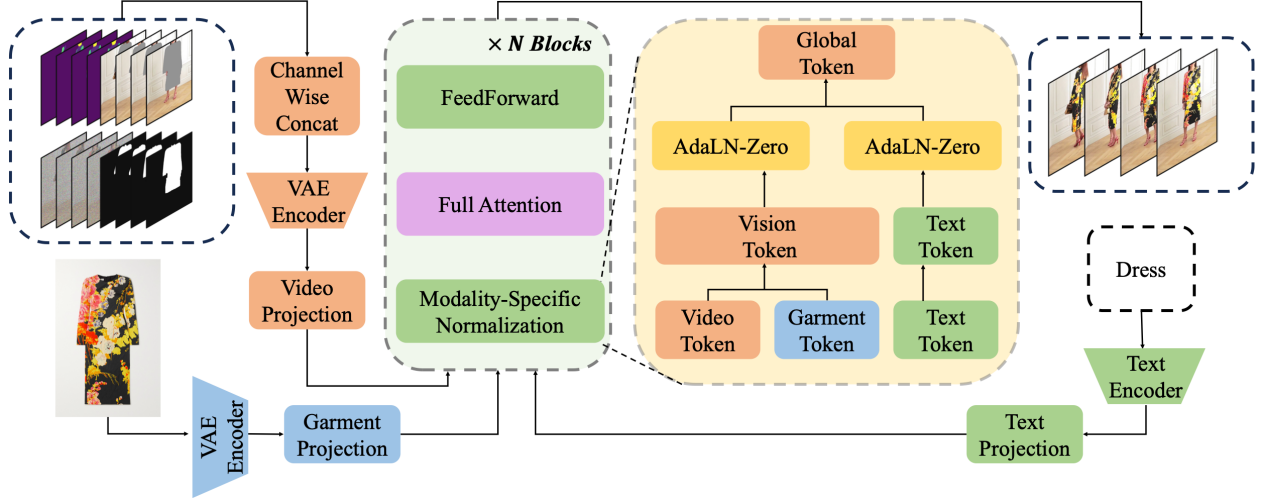 Channel
Wise
Concat
VAE
Encoder
Video
Projection
VAE
Encoder
Garment
Projection
× N Blocks
FeedForward
Full Attention
Modality-Specific
Normalization
Global
Token
AdaLN-Zero
AdaLN-Zero
Vision
Token
Text
Token
Video
Token
Garment
Token
Text
Token
Dress
Text
Encoder
Text
Projection